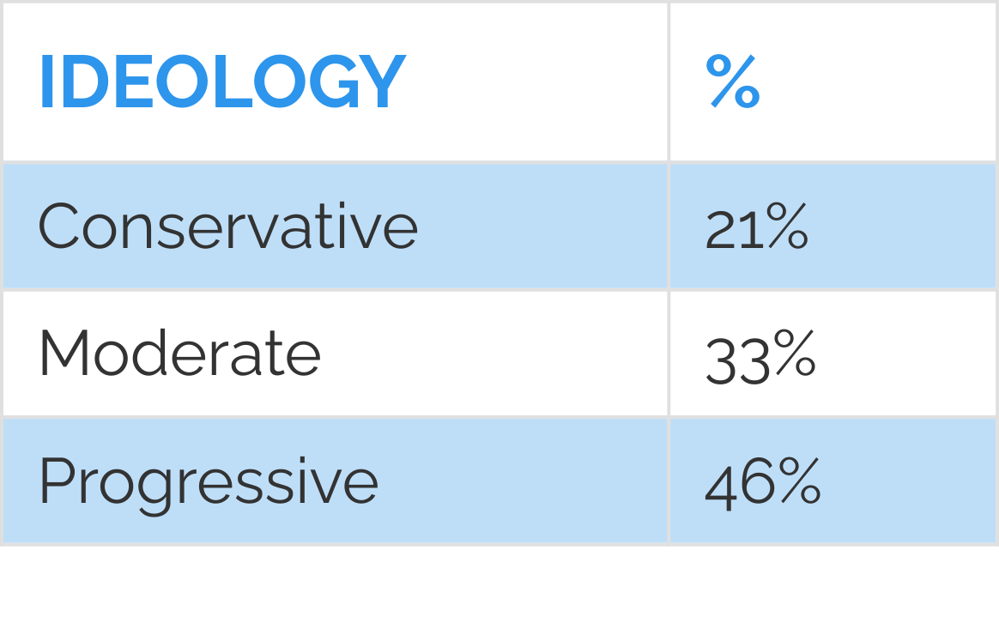 IDEOLOGY %
Conservative 21%
Moderate 33%
Progressive 46%